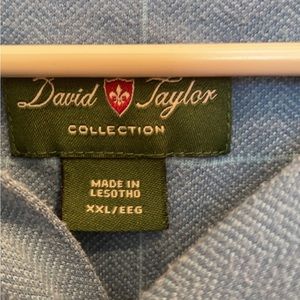 David Taylor
COLLECTION
MADE IN
LESOTHO
XXL/EEG